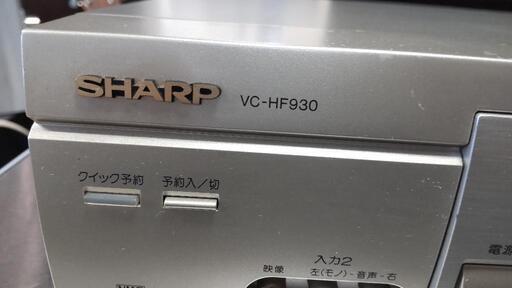 SHARP VC-HF930
クイック予約 予約入/切
入力2
映像 左(モノ)-音声-右
電源